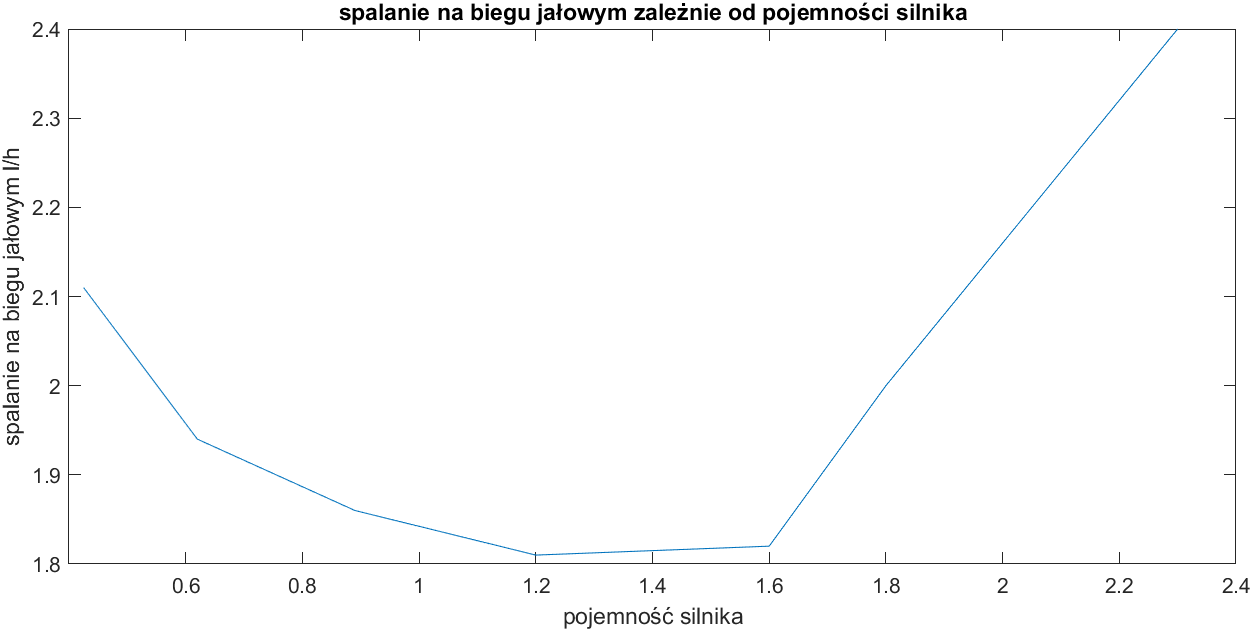 spalanie na biegu jałowym zależnie od pojemności silnika
2.4
2.3
2.2
2.1
2
1.9
1.8
spalanie na biegu jałowym l/h
0.6 0.8 1 1.2 1.4 1.6 1.8 2 2.2 2.4
pojemność silnika